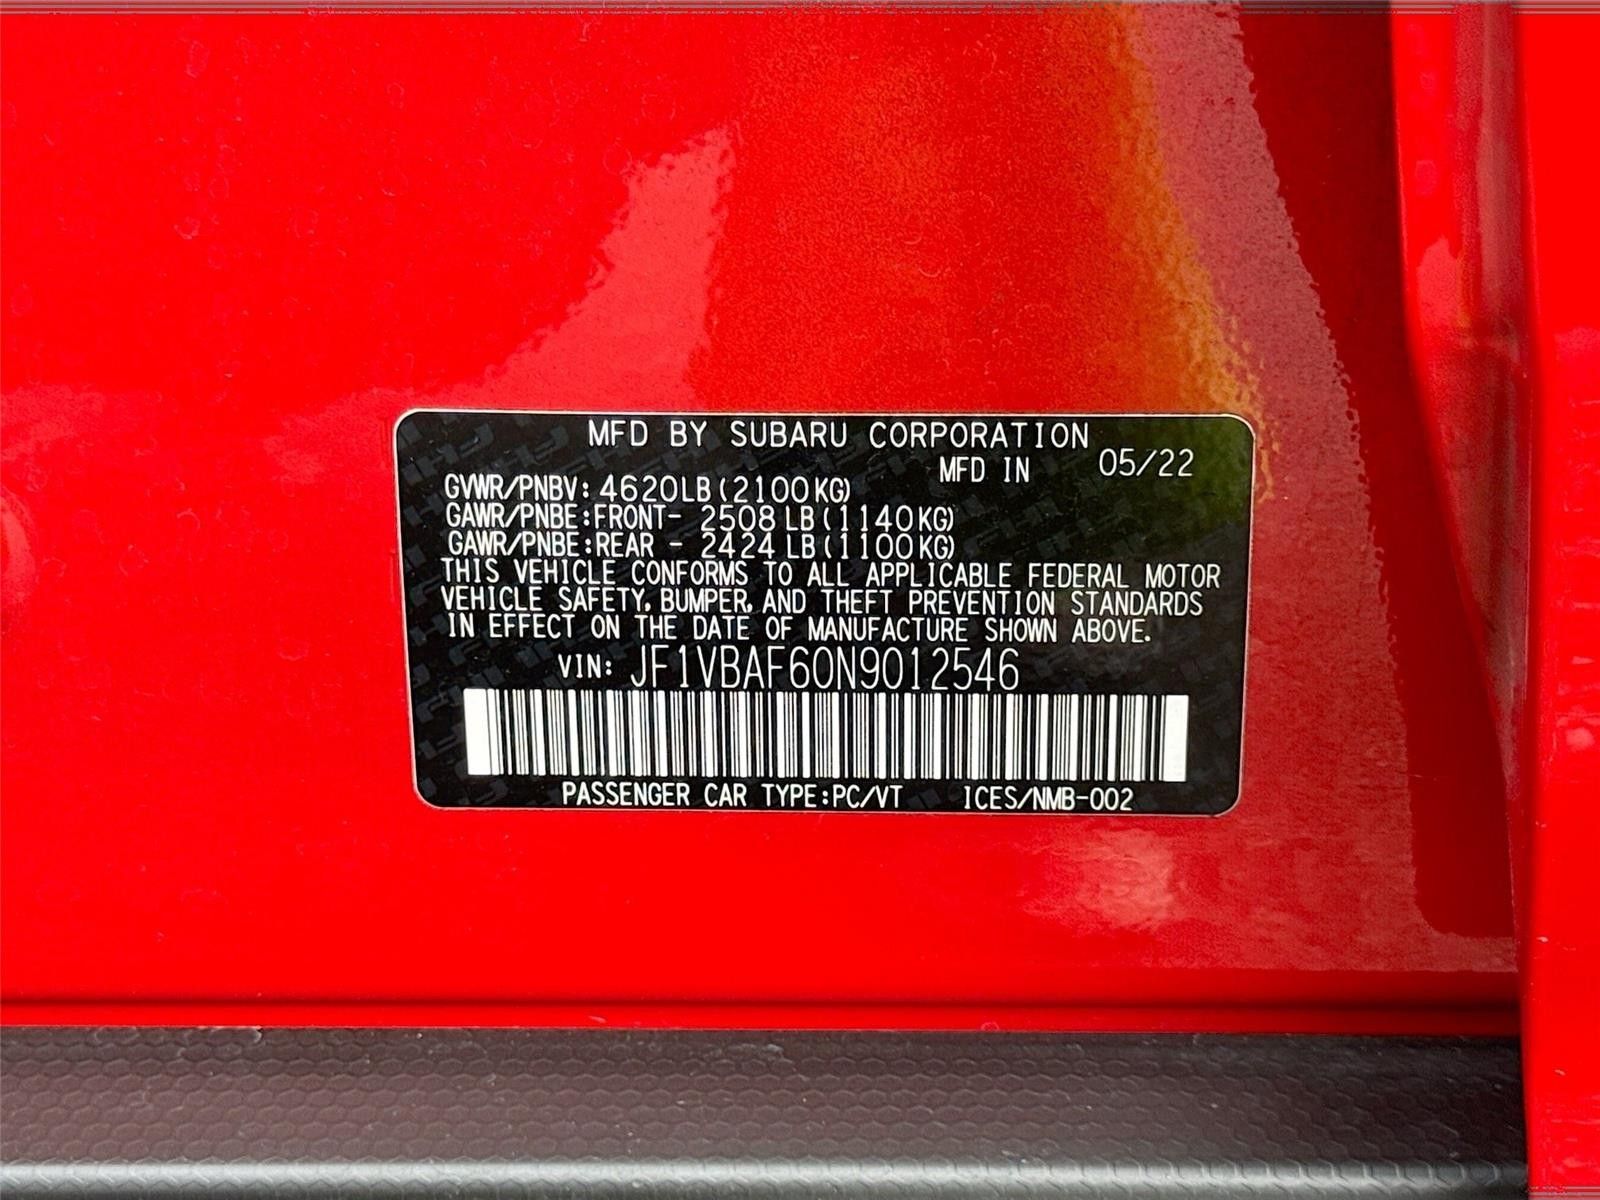 MFD BY SUBARU CORPORATION
MFD IN 05/22
GVWR/PNBV: 4620LB(2100KG)
GAWR/PNBE:FRONT- 2508 LB(1140KG)
GAWR/PNBE:REAR - 2424 LB(1100KG)
THIS VEHICLE CONFORMS TO ALL APPLICABLE FEDERAL MOTOR
VEHICLE SAFETY, BUMPER, AND THEFT PREVENTION STANDARDS
IN EFFECT ON THE DATE OF MANUFACTURE SHOWN ABOVE.
VIN: JF1VBAF60N9012546
PASSENGER CAR TYPE:PC/VT ICES/NMB-002